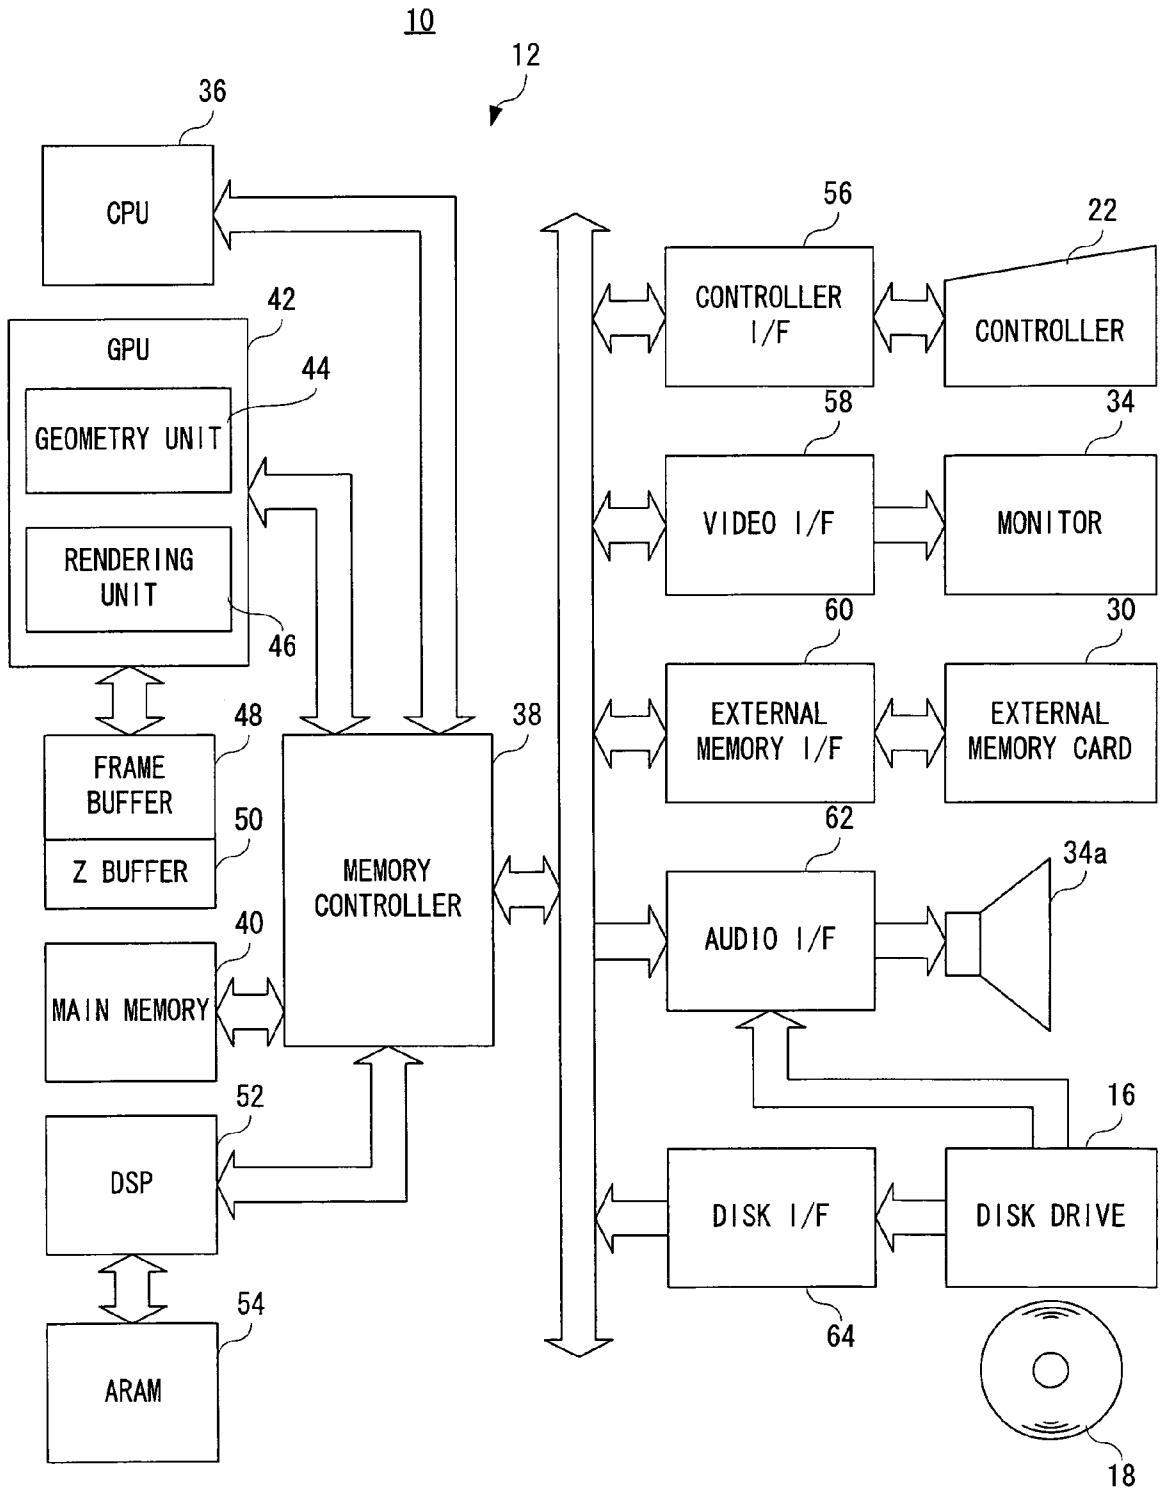 10
12
36
CPU
42
GPU
44
GEOMETRY UNIT
RENDERING
UNIT
46
48
FRAME
BUFFER
50
Z BUFFER
40
MAIN MEMORY
52
DSP
54
ARAM
38
MEMORY
CONTROLLER
56
CONTROLLER
I/F
22
CONTROLLER
58
VIDEO I/F
34
MONITOR
60
EXTERNAL
MEMORY I/F
30
EXTERNAL
MEMORY CARD
62
AUDIO I/F
34a
16
DISK I/F
DISK DRIVE
64
18